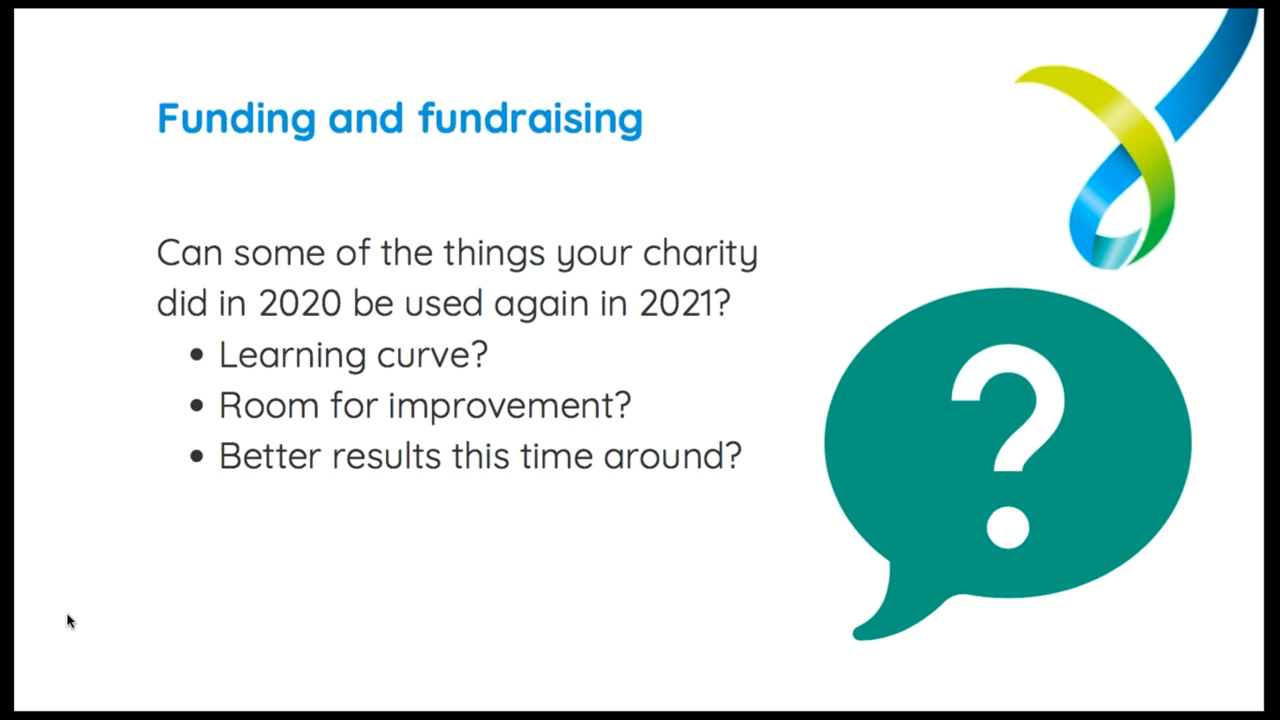 Funding and fundraising
Can some of the things your charity
did in 2020 be used again in 2021?
• Learning curve?
• Room for improvement?
• Better results this time around?
?